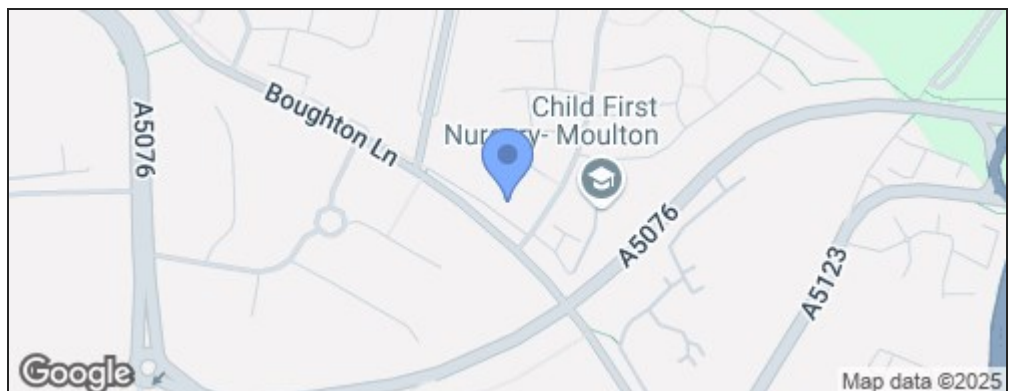 A5076
Boughton Ln
Child First
Nursery- Moulton
A5076
A5123
Google
Map data ©2025